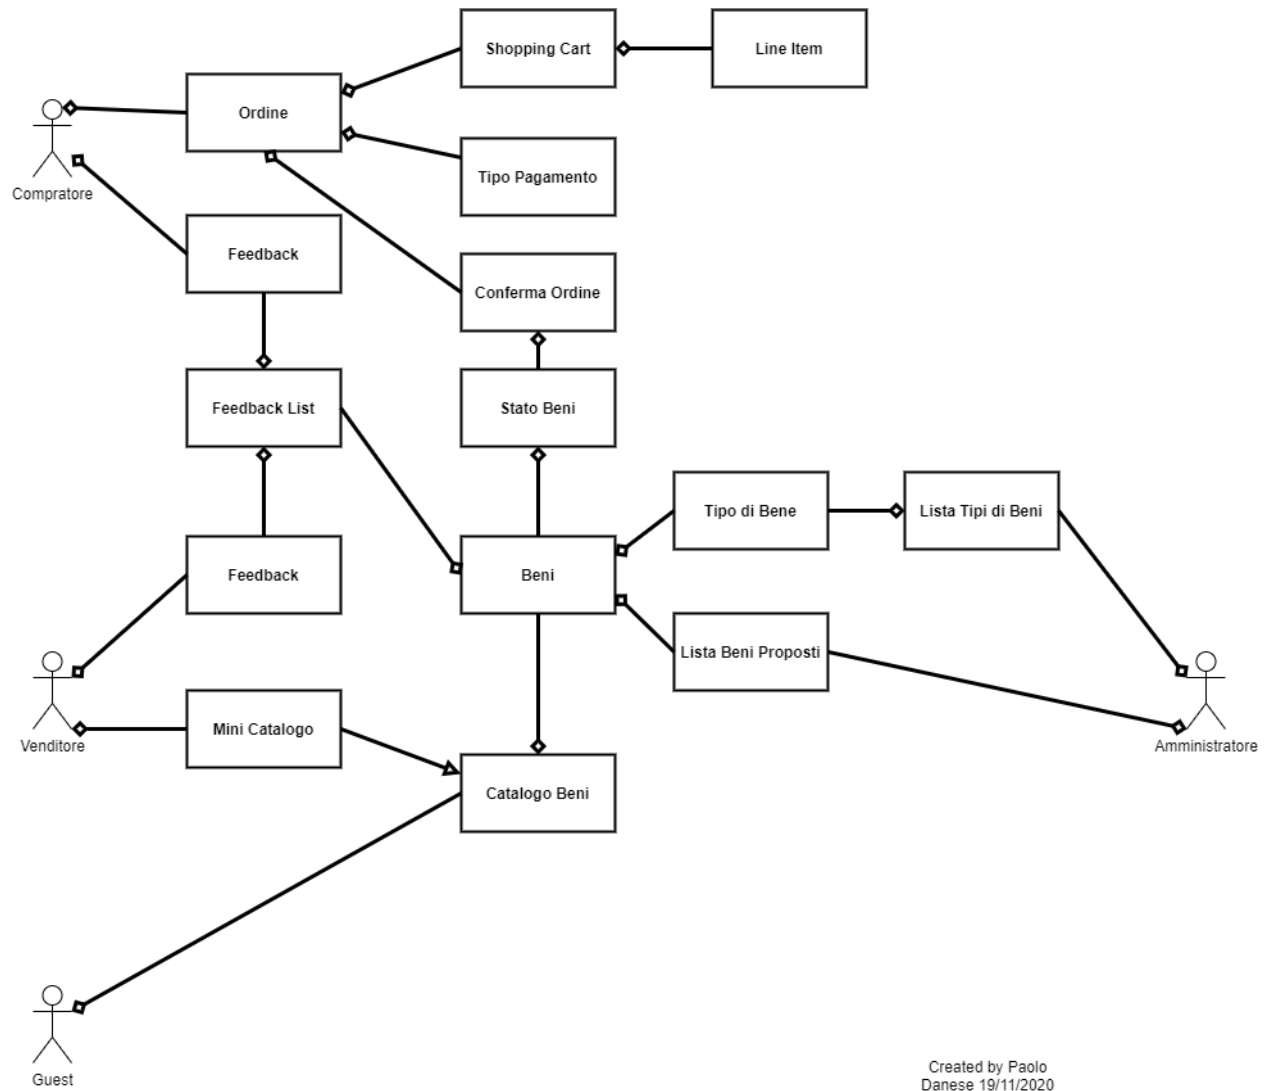 Shopping Cart
Line Item
Ordine
Tipo Pagamento
Compratore
Feedback
Conferma Ordine
Feedback List
Stato Beni
Tipo di Bene
Lista Tipi di Beni
Feedback
Beni
Lista Beni Proposti
Venditore
Mini Catalogo
Amministratore
Catalogo Beni
Guest
Created by Paolo
Danese 19/11/2020